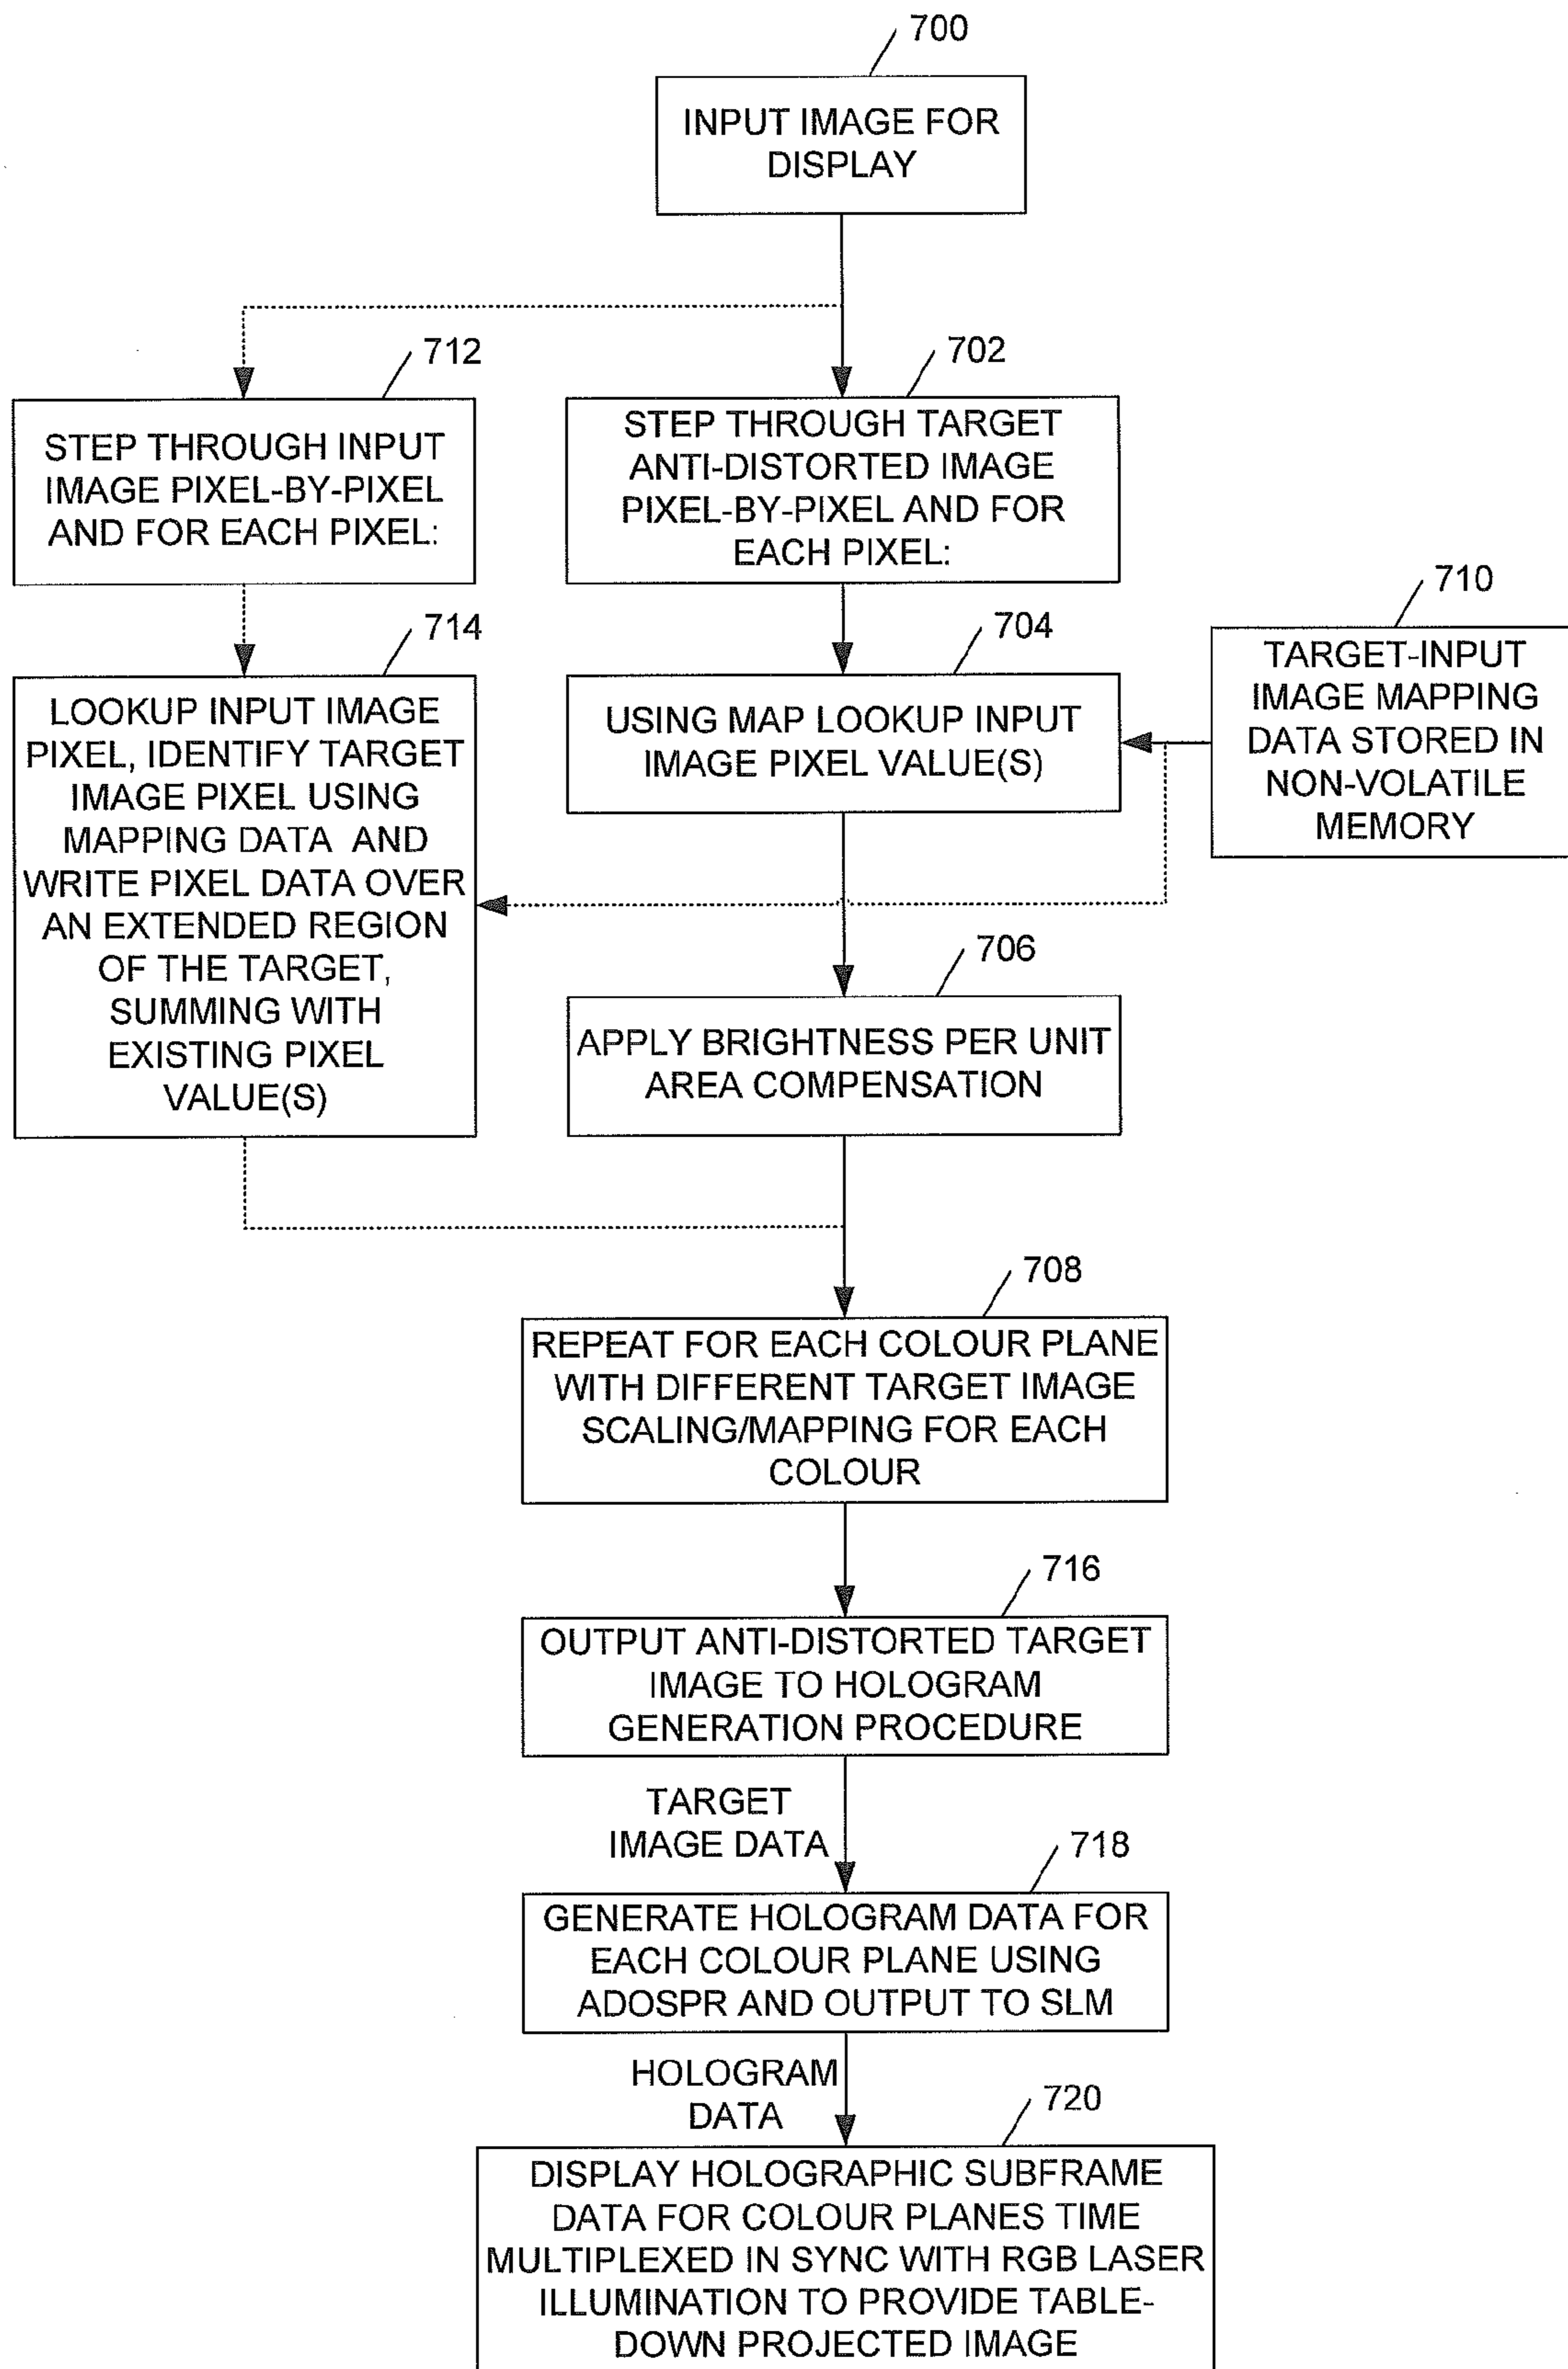 700
INPUT IMAGE FOR
DISPLAY
712
STEP THROUGH INPUT
IMAGE PIXEL-BY-PIXEL
AND FOR EACH PIXEL:
702
STEP THROUGH TARGET
ANTI-DISTORTED IMAGE
PIXEL-BY-PIXEL AND FOR
EACH PIXEL:
714
LOOKUP INPUT IMAGE
PIXEL, IDENTIFY TARGET
IMAGE PIXEL USING
MAPPING DATA AND
WRITE PIXEL DATA OVER
AN EXTENDED REGION
OF THE TARGET,
SUMMING WITH
EXISTING PIXEL
VALUE(S)
704
USING MAP LOOKUP INPUT
IMAGE PIXEL VALUE(S)
710
TARGET-INPUT
IMAGE MAPPING
DATA STORED IN
NON-VOLATILE
MEMORY
706
APPLY BRIGHTNESS PER UNIT
AREA COMPENSATION
708
REPEAT FOR EACH COLOUR PLANE
WITH DIFFERENT TARGET IMAGE
SCALING/MAPPING FOR EACH
COLOUR
716
OUTPUT ANTI-DISTORTED TARGET
IMAGE TO HOLOGRAM
GENERATION PROCEDURE
TARGET
IMAGE DATA
718
GENERATE HOLOGRAM DATA FOR
EACH COLOUR PLANE USING
ADOSPR AND OUTPUT TO SLM
HOLOGRAM
DATA
720
DISPLAY HOLOGRAPHIC SUBFRAME
DATA FOR COLOUR PLANES TIME
MULTIPLEXED IN SYNC WITH RGB LASER
ILLUMINATION TO PROVIDE TABLE-
DOWN PROJECTED IMAGE